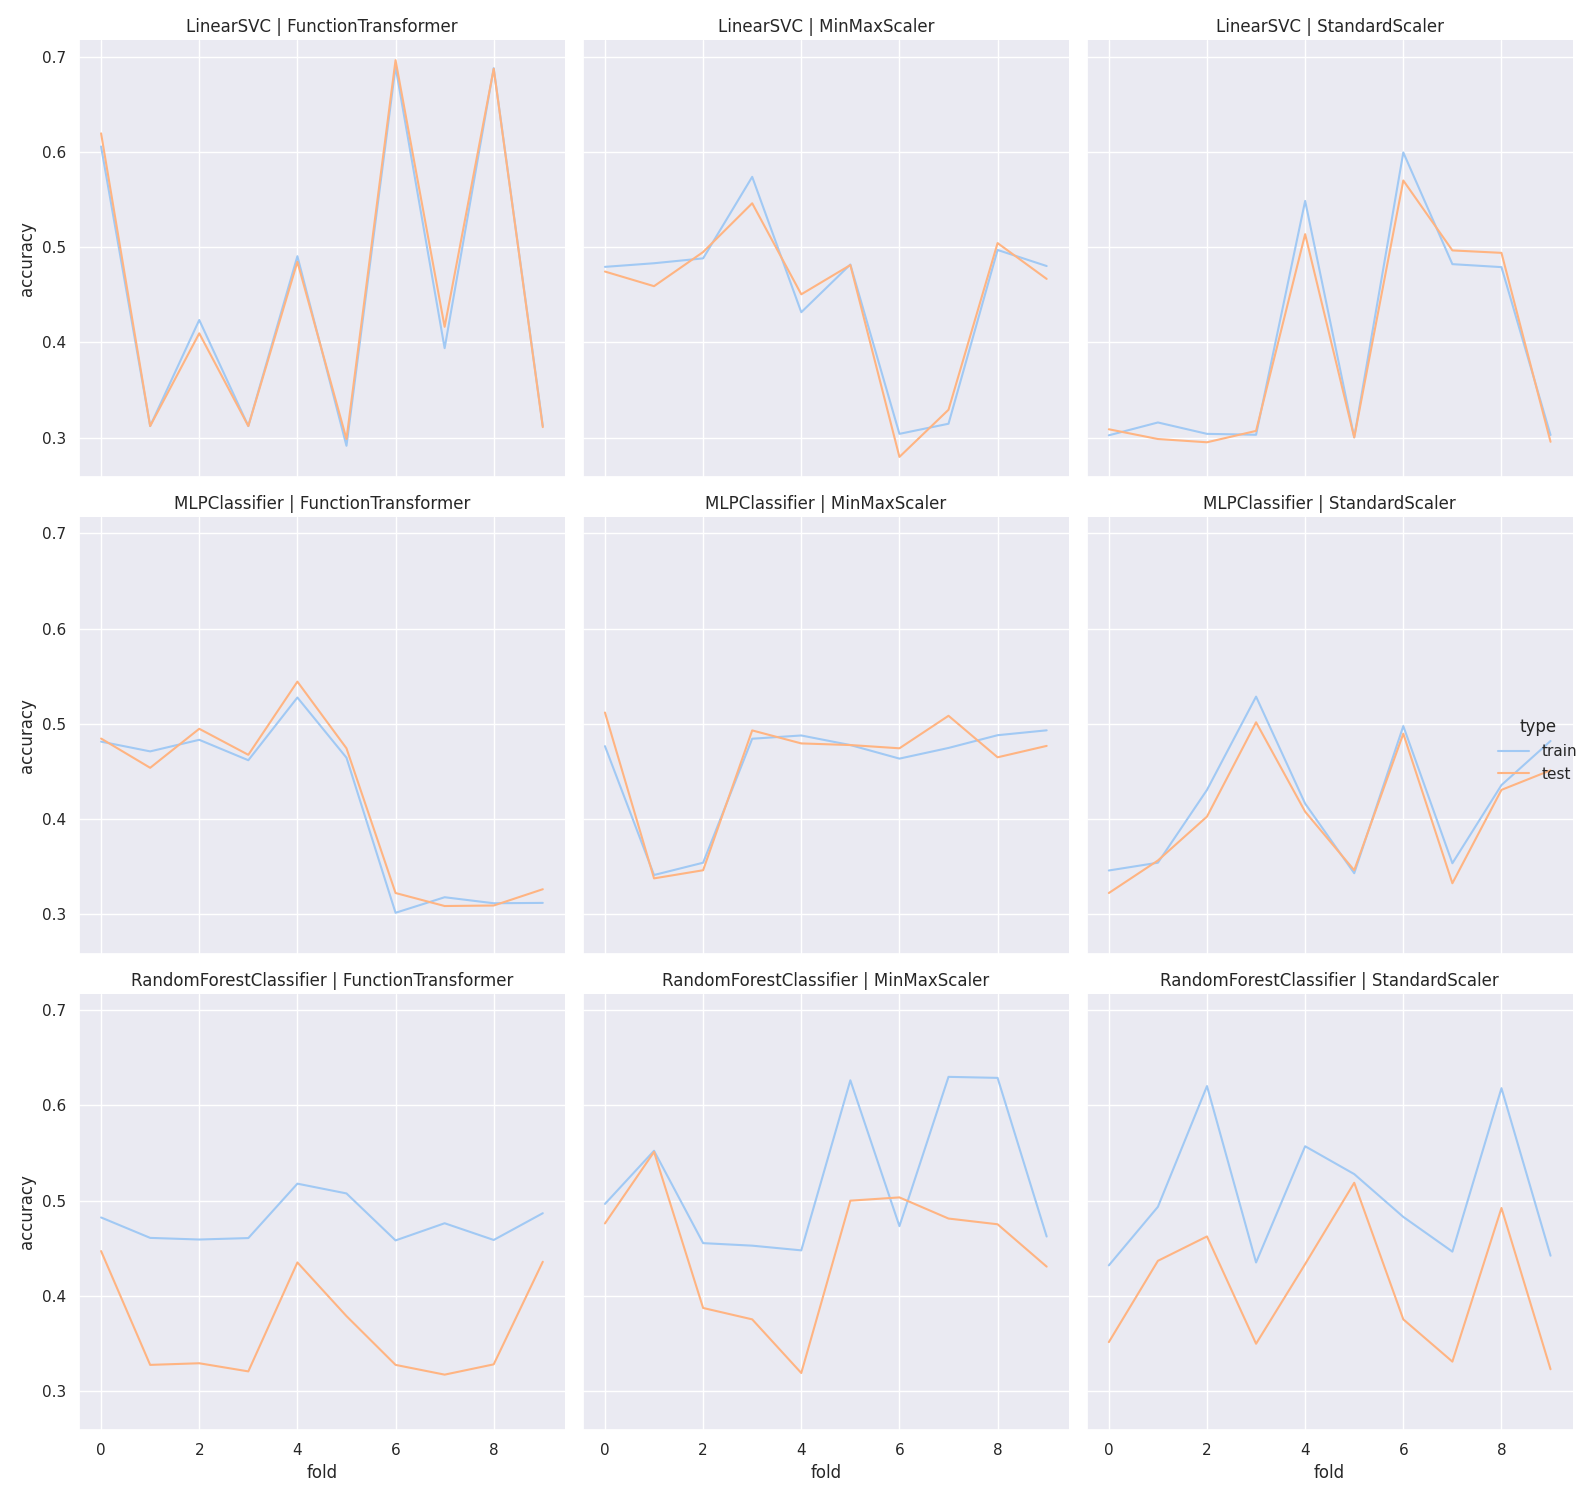 LinearSVC | FunctionTransformer
LinearSVC | MinMaxScaler
LinearSVC | StandardScaler
0.7
0.6
0.5
0.4
0.3
accuracy
MLPClassifier | FunctionTransformer
MLPClassifier | MinMaxScaler
MLPClassifier | StandardScaler
0.7
0.6
0.5
0.4
0.3
accuracy
type
train
test
RandomForestClassifier | FunctionTransformer
RandomForestClassifier | MinMaxScaler
RandomForestClassifier | StandardScaler
0.7
0.6
0.5
0.4
0.3
accuracy
0 2 4 6 8
fold
0 2 4 6 8
fold
0 2 4 6 8
fold